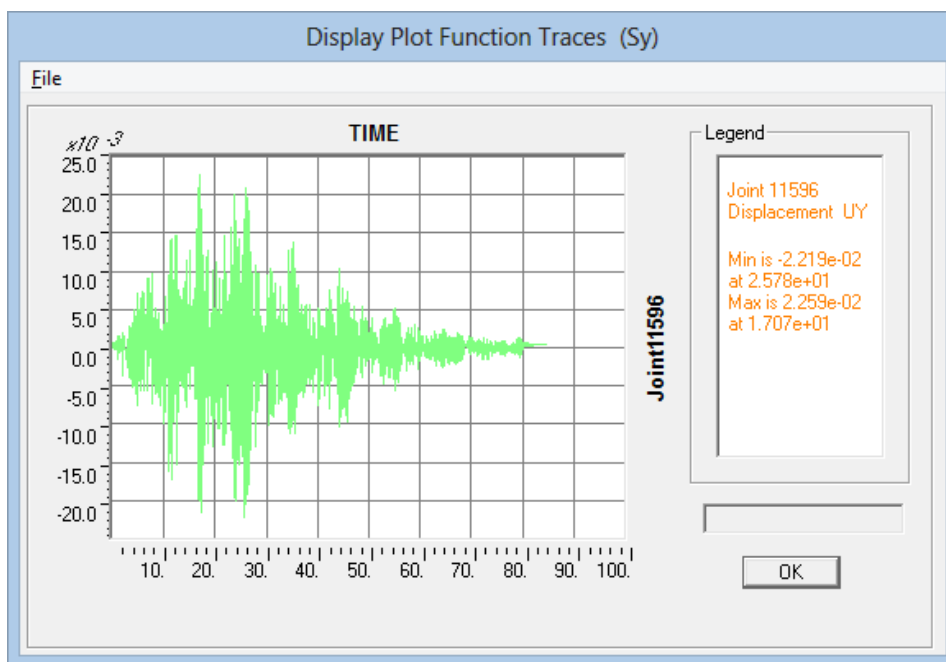 Display Plot Function Traces (Sy)
File
TIME
x10 -3
25.0
20.0
15.0
10.0
5.0
0.0
-5.0
-10.0
-15.0
-20.0
10. 20. 30. 40. 50. 60. 70. 80. 90. 100.
Joint11596
Legend
Joint 11596
Displacement UY
Min is -2.219e-02
at 2.578e+01
Max is 2.259e-02
at 1.707e+01
OK